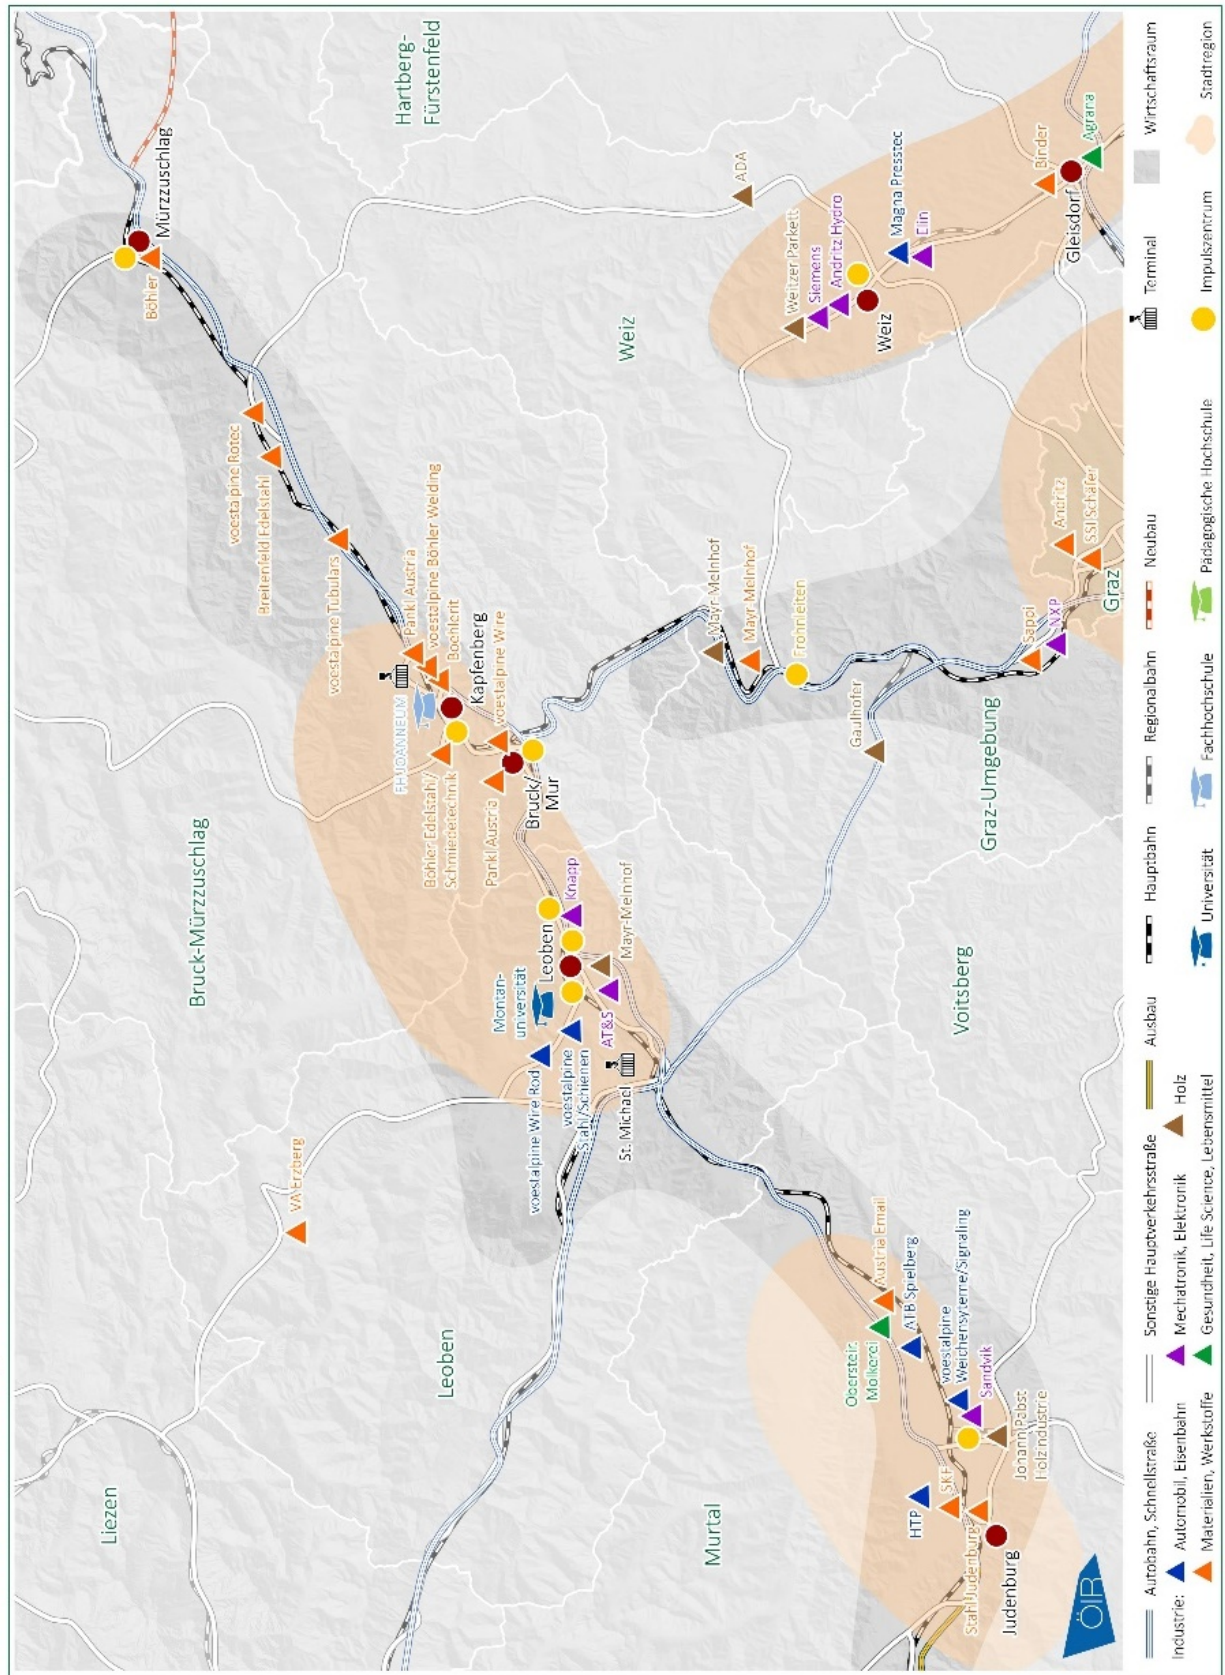 Liezen
Leoben
Bruck-Mürzzuschlag
Hartberg-
Fürstenfeld
Murtal
Voitsberg
Graz-Umgebung
Weiz
VA Erzberg
voestalpine Wire Rod
voestalpine
Stahl/Schienen
St. Michael
Montan-
universität
Leoben
Knapp
AT&S
Mayr-Melnhof
Pankl Austria
Bruck/
Mur
Böhler Edelstahl/
Schmiedetechnik
FH JOANNEUM
Kapfenberg
voestalpine Wire
Pankl Austria
voestalpine Böhler Welding
Boehlerit
voestalpine Tubulars
Breitenfeld Edelstahl
voestalpine Rotec
Böhler
Mürzzuschlag
HTP
SKF
Stahl Judenburg
Judenburg
Obersteir.
Molkerei
Austria Email
ATB Spielberg
voestalpine
Weichensyteme/Signaling
Sandvik
Johann Pabst
Holzindustrie
Gaulhofer
Mayr-Melnhof
Mayr-Melnhof
Frohnleiten
Sappi
NXP
Graz
Andritz
SSI Schäfer
ADA
Weitzer Parkett
Siemens
Andritz Hydro
Weiz
Magna Presstec
Elin
Binder
Gleisdorf
Agrana
ÖIR
Autobahn, Schnellstraße
Sonstige Hauptverkehrsstraße
Ausbau
Hauptbahn
Regionalbahn
Neubau
Terminal
Wirtschaftsraum
Industrie:
Automobil, Eisenbahn
Mechatronik, Elektronik
Holz
Universität
Fachhochschule
Pädagogische Hochschule
Impulszentrum
Stadtregion
Materialien, Werkstoffe
Gesundheit, Life Science, Lebensmittel